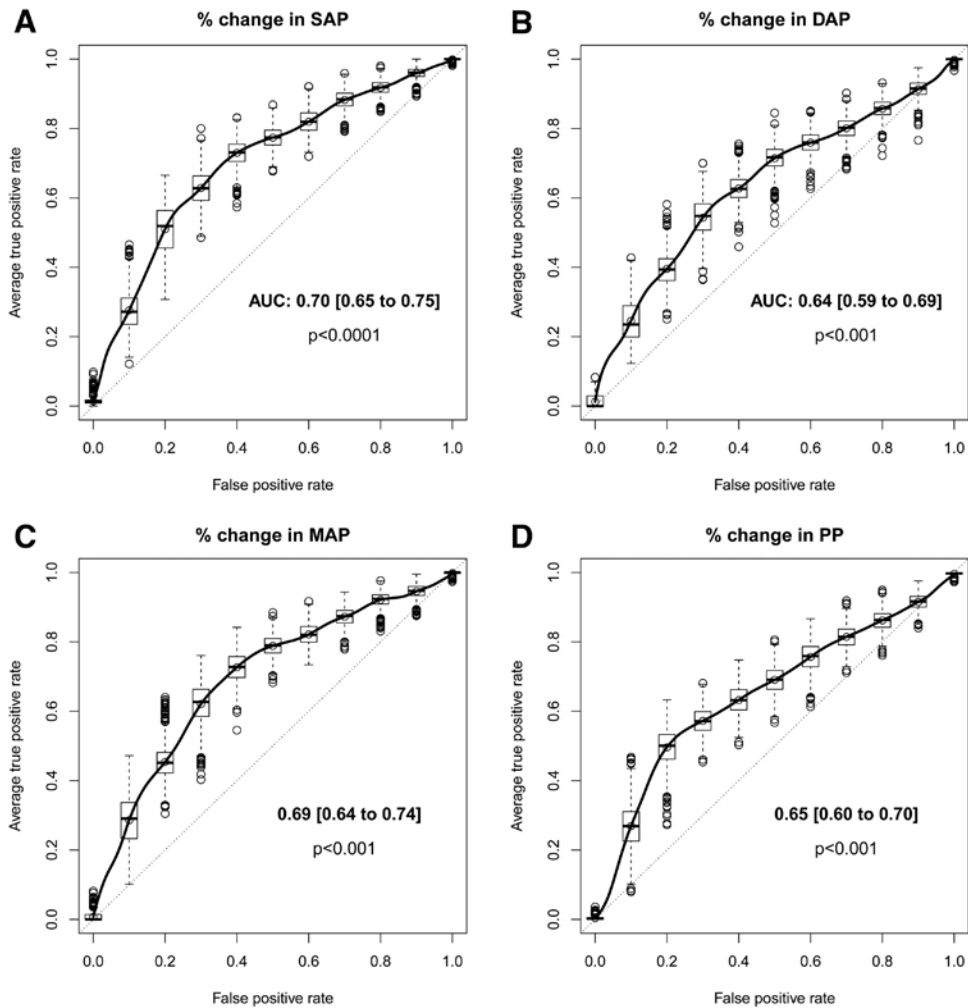 A
% change in SAP
Average true positive rate
0.0 0.2 0.4 0.6 0.8 1.0
AUC: 0.70 [0.65 to 0.75]
p<0.0001
0.0 0.2 0.4 0.6 0.8 1.0
False positive rate
B
% change in DAP
Average true positive rate
0.0 0.2 0.4 0.6 0.8 1.0
AUC: 0.64 [0.59 to 0.69]
p<0.001
0.0 0.2 0.4 0.6 0.8 1.0
False positive rate
C
% change in MAP
Average true positive rate
0.0 0.2 0.4 0.6 0.8 1.0
0.69 [0.64 to 0.74]
p<0.001
0.0 0.2 0.4 0.6 0.8 1.0
False positive rate
D
% change in PP
Average true positive rate
0.0 0.2 0.4 0.6 0.8 1.0
0.65 [0.60 to 0.70]
p<0.001
0.0 0.2 0.4 0.6 0.8 1.0
False positive rate